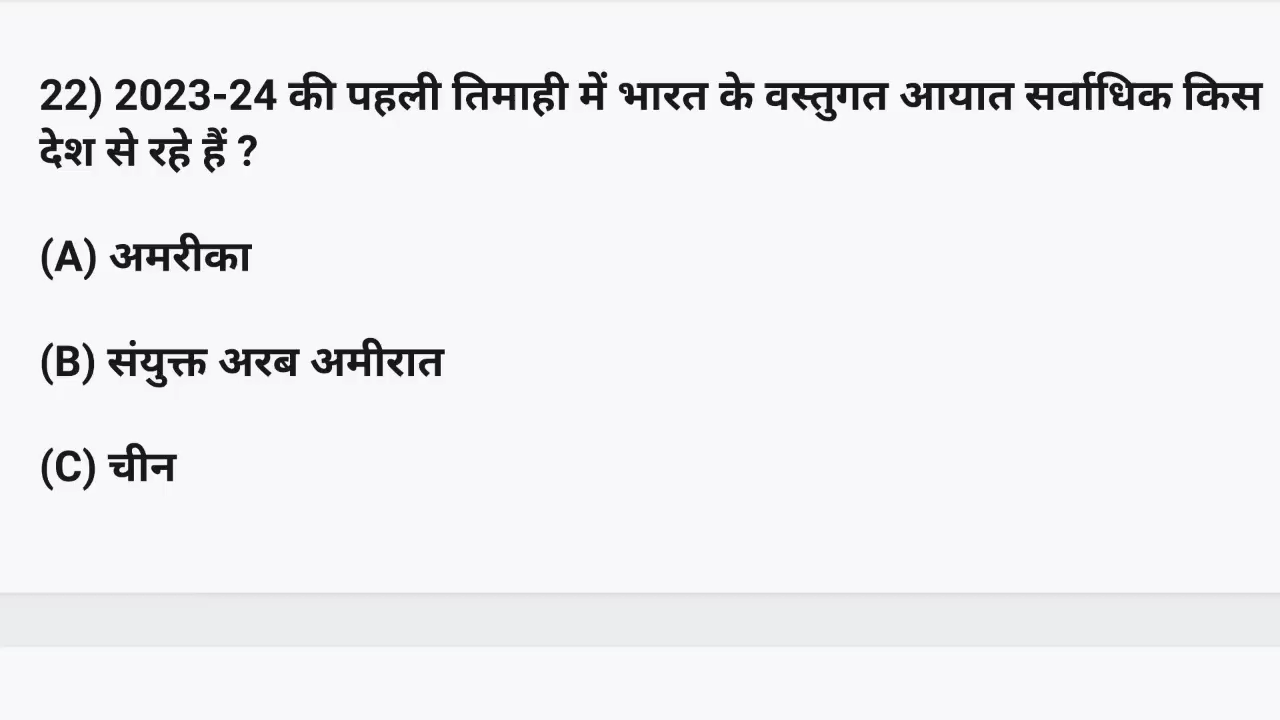 22) 2023-24 की पहली तिमाही में भारत के वस्तुगत आयात सर्वाधिक किस
देश से रहे हैं ?
(A) अमरीका
(B) संयुक्त अरब अमीरात
(C) चीन